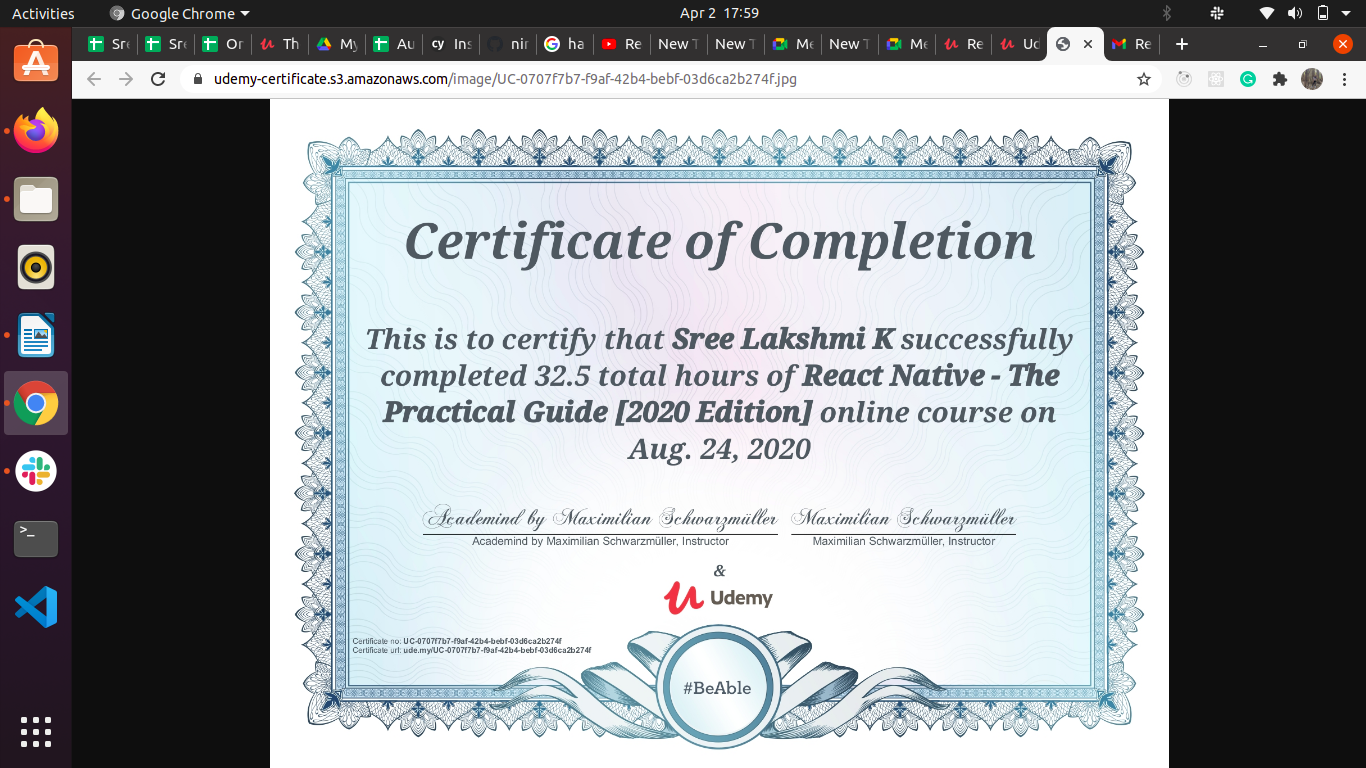 Activities
Google Chrome
Apr 2 17:59
Sre
Sre
Or
Th
My
Au
cy
Ins
nin
G
ha
Re
New T
New T
Me
New T
Me
Re
Ud
Re
udemy-certificate.s3.amazonaws.com/image/UC-0707f7b7-f9af-42b4-bebf-03d6ca2b274f.jpg
Certificate of Completion
This is to certify that Sree Lakshmi K successfully
completed 32.5 total hours of React Native - The
Practical Guide [2020 Edition] online course on
Aug. 24, 2020
Academind by Maximilian Schwarzmüller Maximilian Schwarzmüller
Academind by Maximilian Schwarzmüller, Instructor Maximilian Schwarzmüller, Instructor
&
Udemy
Certificate no: UC-0707f7b7-f9af-42b4-bebf-03d6ca2b274f
Certificate url: ude.my/UC-0707f7b7-f9af-42b4-bebf-03d6ca2b274f
#BeAble